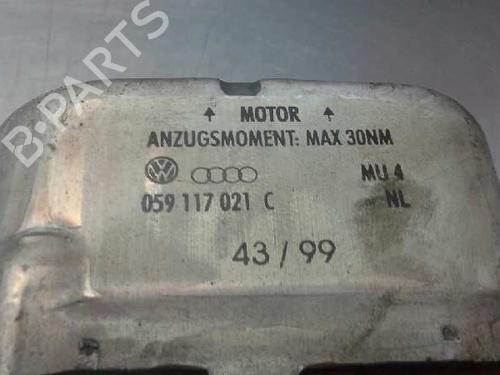 B-PARTS
↑ MOTOR ↑
ANZUGSMOMENT: MAX 30NM
MU 4
059 117 021 C NL
43 / 99